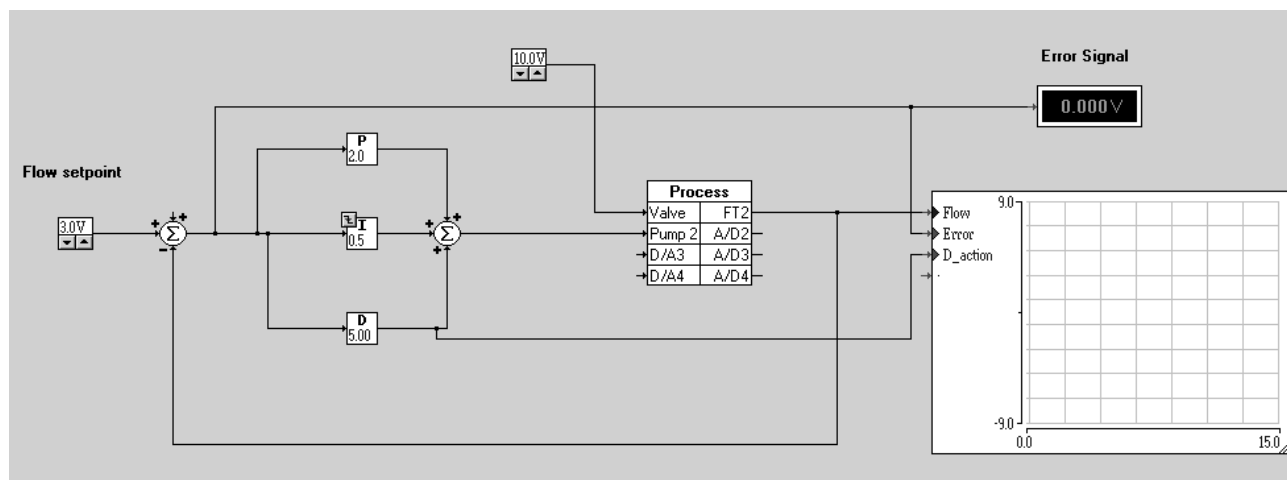 10.0V
Error Signal
0.000V
P
2.0
Flow setpoint
3.0V
+
+
−
Σ
I
0.5
+
+
+
Σ
D
5.00
Process
Valve FT2
Pump 2 A/D2
D/A3 A/D3
D/A4 A/D4
Flow
Error
D_action
.
9.0
-9.0
0.0 15.0